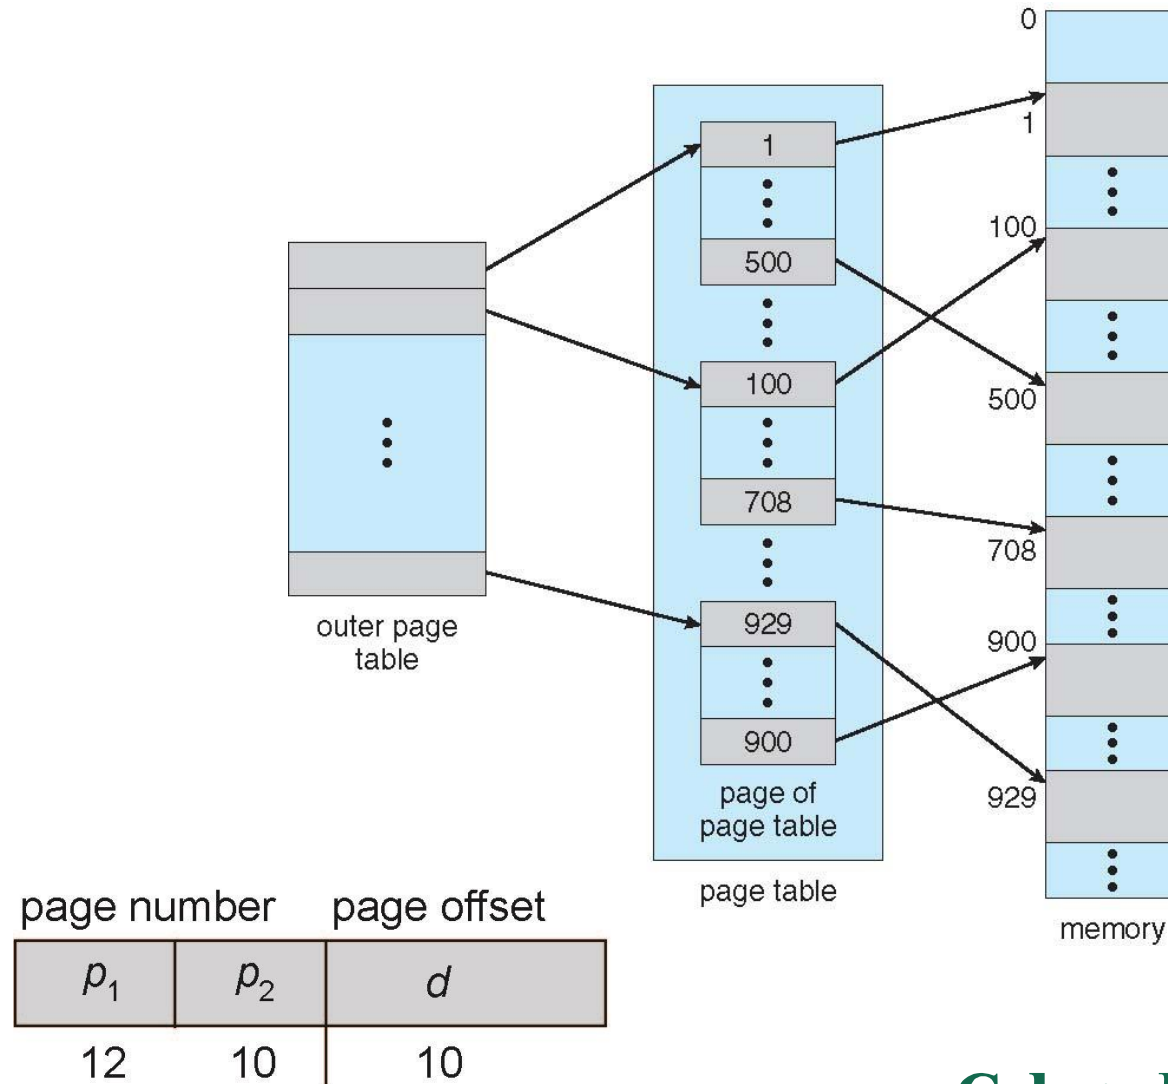 outer page
table
1
500
100
708
929
900
page of
page table
page table
0
1
100
500
708
900
929
memory
page number page offset
p₁ p₂ d
12 10 10